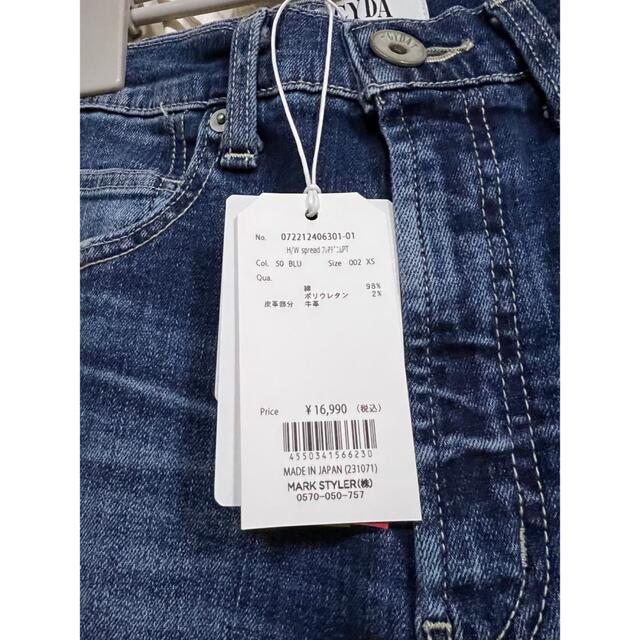 GYDA
GYDA
No. 072212406301-01
H/W spread ﾌﾚｱﾃﾞﾆﾑPT
Col. 50 BLU Size 002 XS
Qua.
綿 98%
ポリウレタン 2%
皮革部分 牛革
Price ¥16,990 (税込)
4550341566230
MADE IN JAPAN (231071)
MARK STYLER(株)
0570-050-757